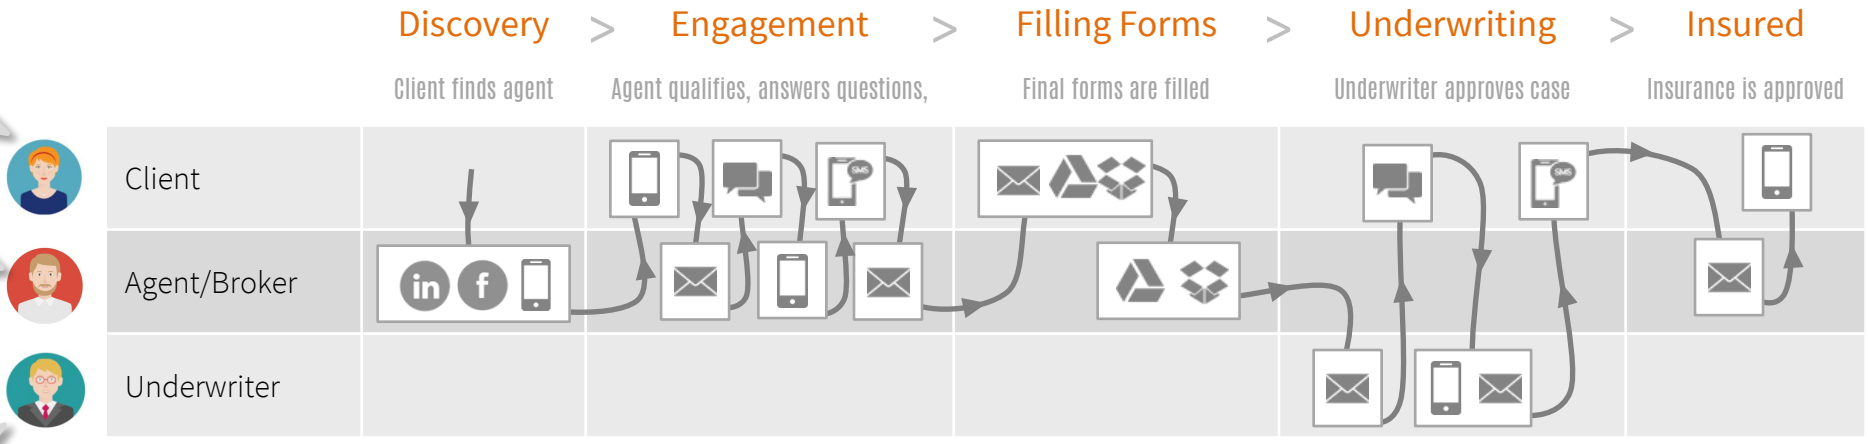 Discovery > Engagement > Filling Forms > Underwriting > Insured
Client finds agent
Agent qualifies, answers questions,
Final forms are filled
Underwriter approves case
Insurance is approved
Client
SMS
SMS
Agent/Broker
in f
Underwriter